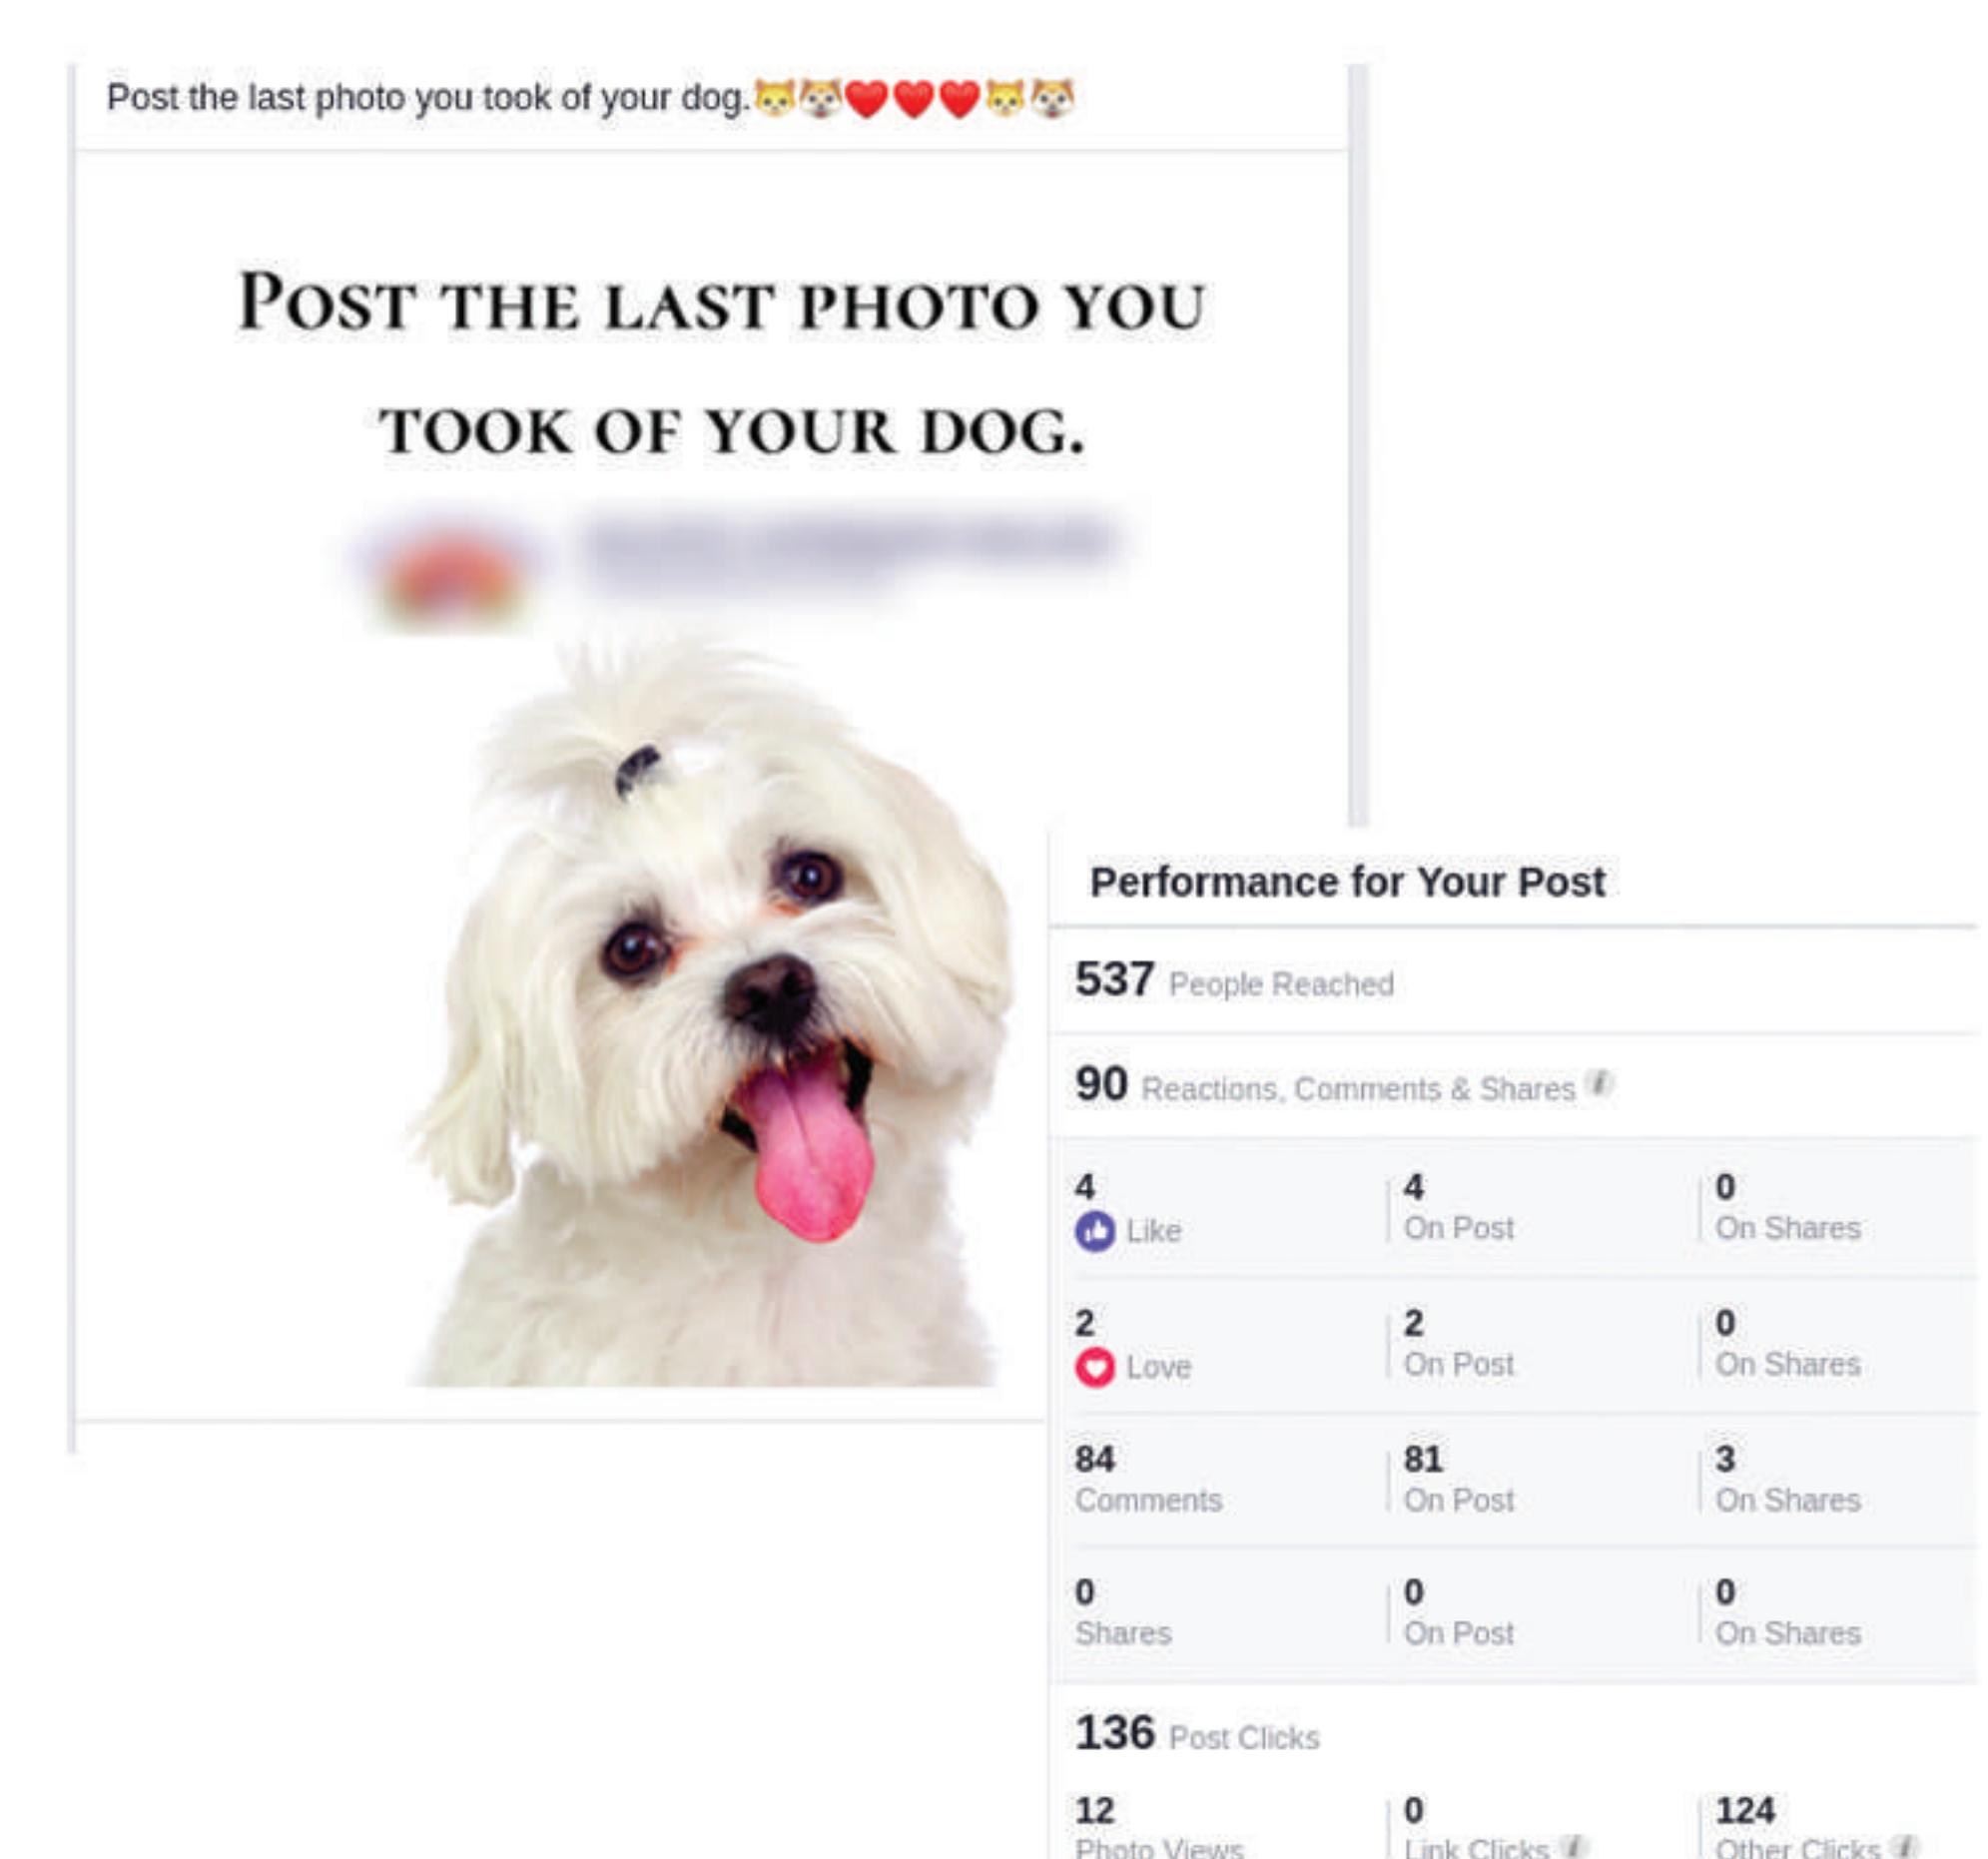 Post the last photo you took of your dog.🐱🐶❤️❤️❤️🐱🐶
POST THE LAST PHOTO YOU
TOOK OF YOUR DOG.
Performance for Your Post
537 People Reached
90 Reactions, Comments & Shares
4 4 0
Like On Post On Shares
2 2 0
Love On Post On Shares
84 81 3
Comments On Post On Shares
0 0 0
Shares On Post On Shares
136 Post Clicks
12 0 124
Photo Views Link Clicks Other Clicks